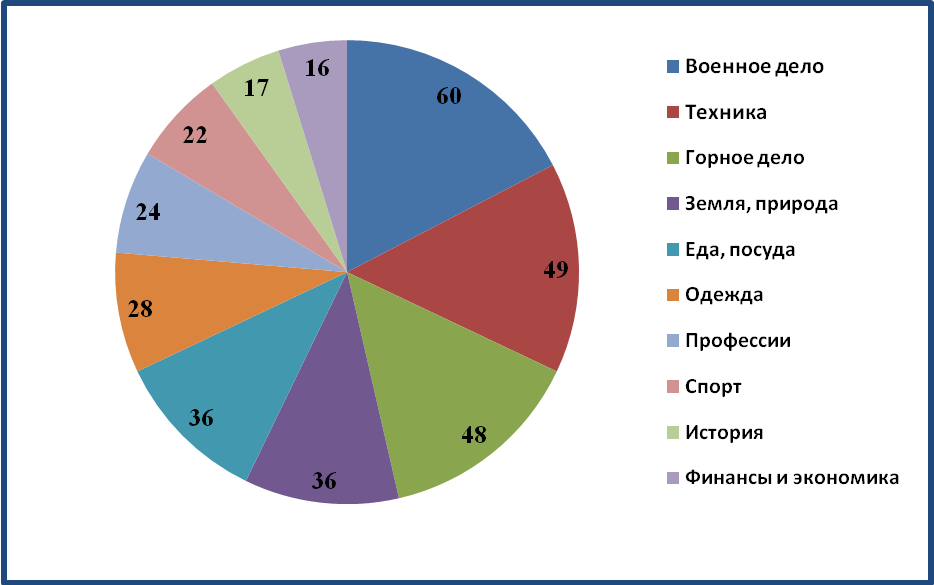 60
49
48
36
36
28
24
22
17
16
Военное дело
Техника
Горное дело
Земля, природа
Еда, посуда
Одежда
Профессии
Спорт
История
Финансы и экономика